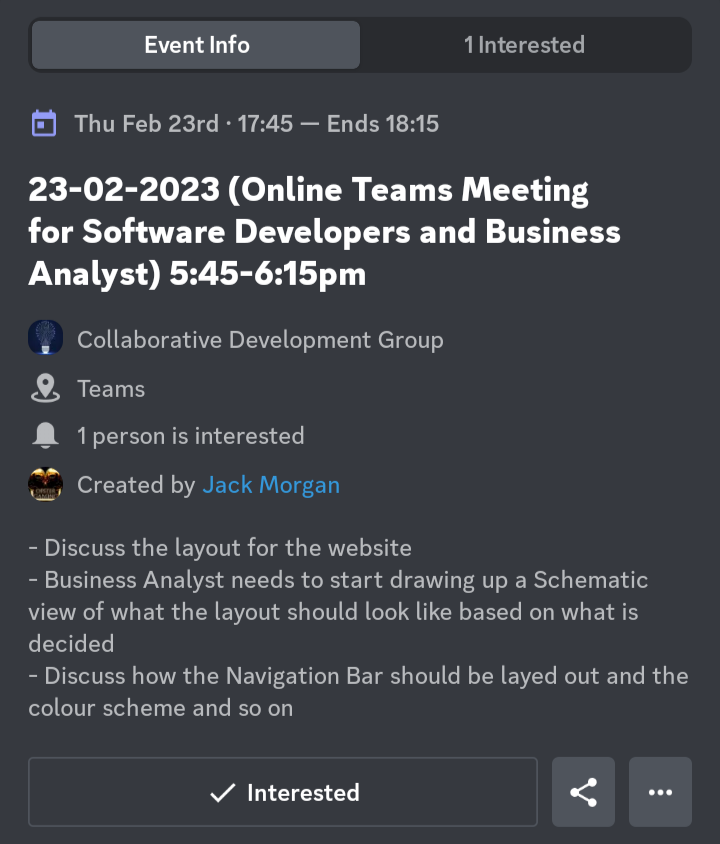 Event Info
1 Interested
Thu Feb 23rd · 17:45 — Ends 18:15
23-02-2023 (Online Teams Meeting
for Software Developers and Business
Analyst) 5:45-6:15pm
Collaborative Development Group
Teams
1 person is interested
Created by Jack Morgan
- Discuss the layout for the website
- Business Analyst needs to start drawing up a Schematic
view of what the layout should look like based on what is
decided
- Discuss how the Navigation Bar should be layed out and the
colour scheme and so on
Interested